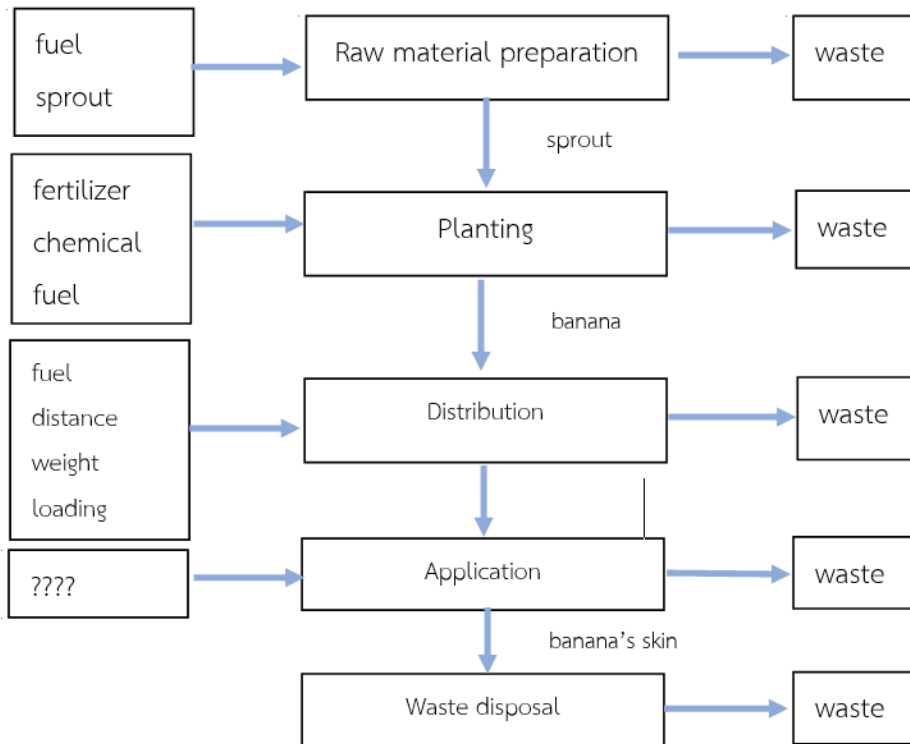 fuel
sprout
Raw material preparation
waste
sprout
fertilizer
chemical
fuel
Planting
waste
banana
fuel
distance
weight
loading
Distribution
waste
????
Application
waste
banana’s skin
Waste disposal
waste